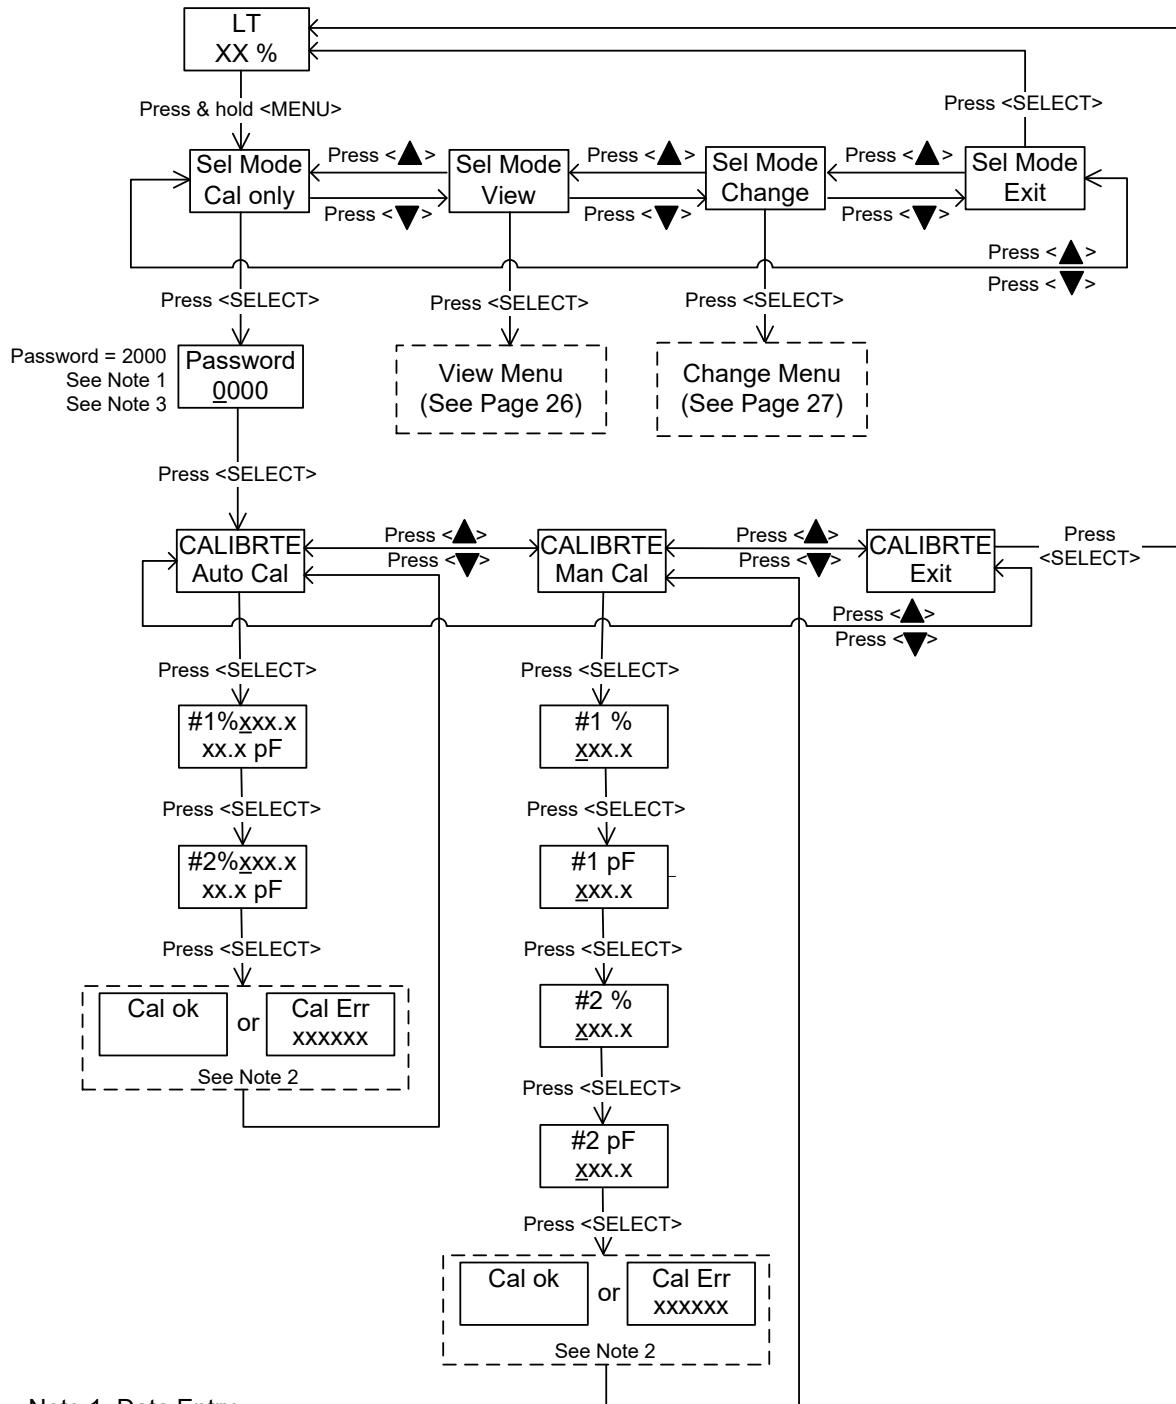 LT
XX %
Press & hold <MENU>
Press <SELECT>
Sel Mode
Cal only
Press <▲>
Press <▼>
Sel Mode
View
Press <▲>
Press <▼>
Sel Mode
Change
Press <▲>
Press <▼>
Sel Mode
Exit
Press <▲>
Press <▼>
Press <SELECT>
Press <SELECT>
Press <SELECT>
Password = 2000
See Note 1
See Note 3
Password
0000
View Menu
(See Page 26)
Change Menu
(See Page 27)
Press <SELECT>
CALIBRTE
Auto Cal
Press <▲>
Press <▼>
CALIBRTE
Man Cal
Press <▲>
Press <▼>
CALIBRTE
Exit
Press
<SELECT>
Press <▲>
Press <▼>
Press <SELECT>
Press <SELECT>
#1%xxx.x
xx.x pF
#1 %
xxx.x
Press <SELECT>
Press <SELECT>
#2%xxx.x
xx.x pF
#1 pF
xxx.x
Press <SELECT>
Press <SELECT>
Cal ok
or
Cal Err
xxxxxx
See Note 2
#2 %
xxx.x
Press <SELECT>
#2 pF
xxx.x
Press <SELECT>
Cal ok
or
Cal Err
xxxxxx
See Note 2